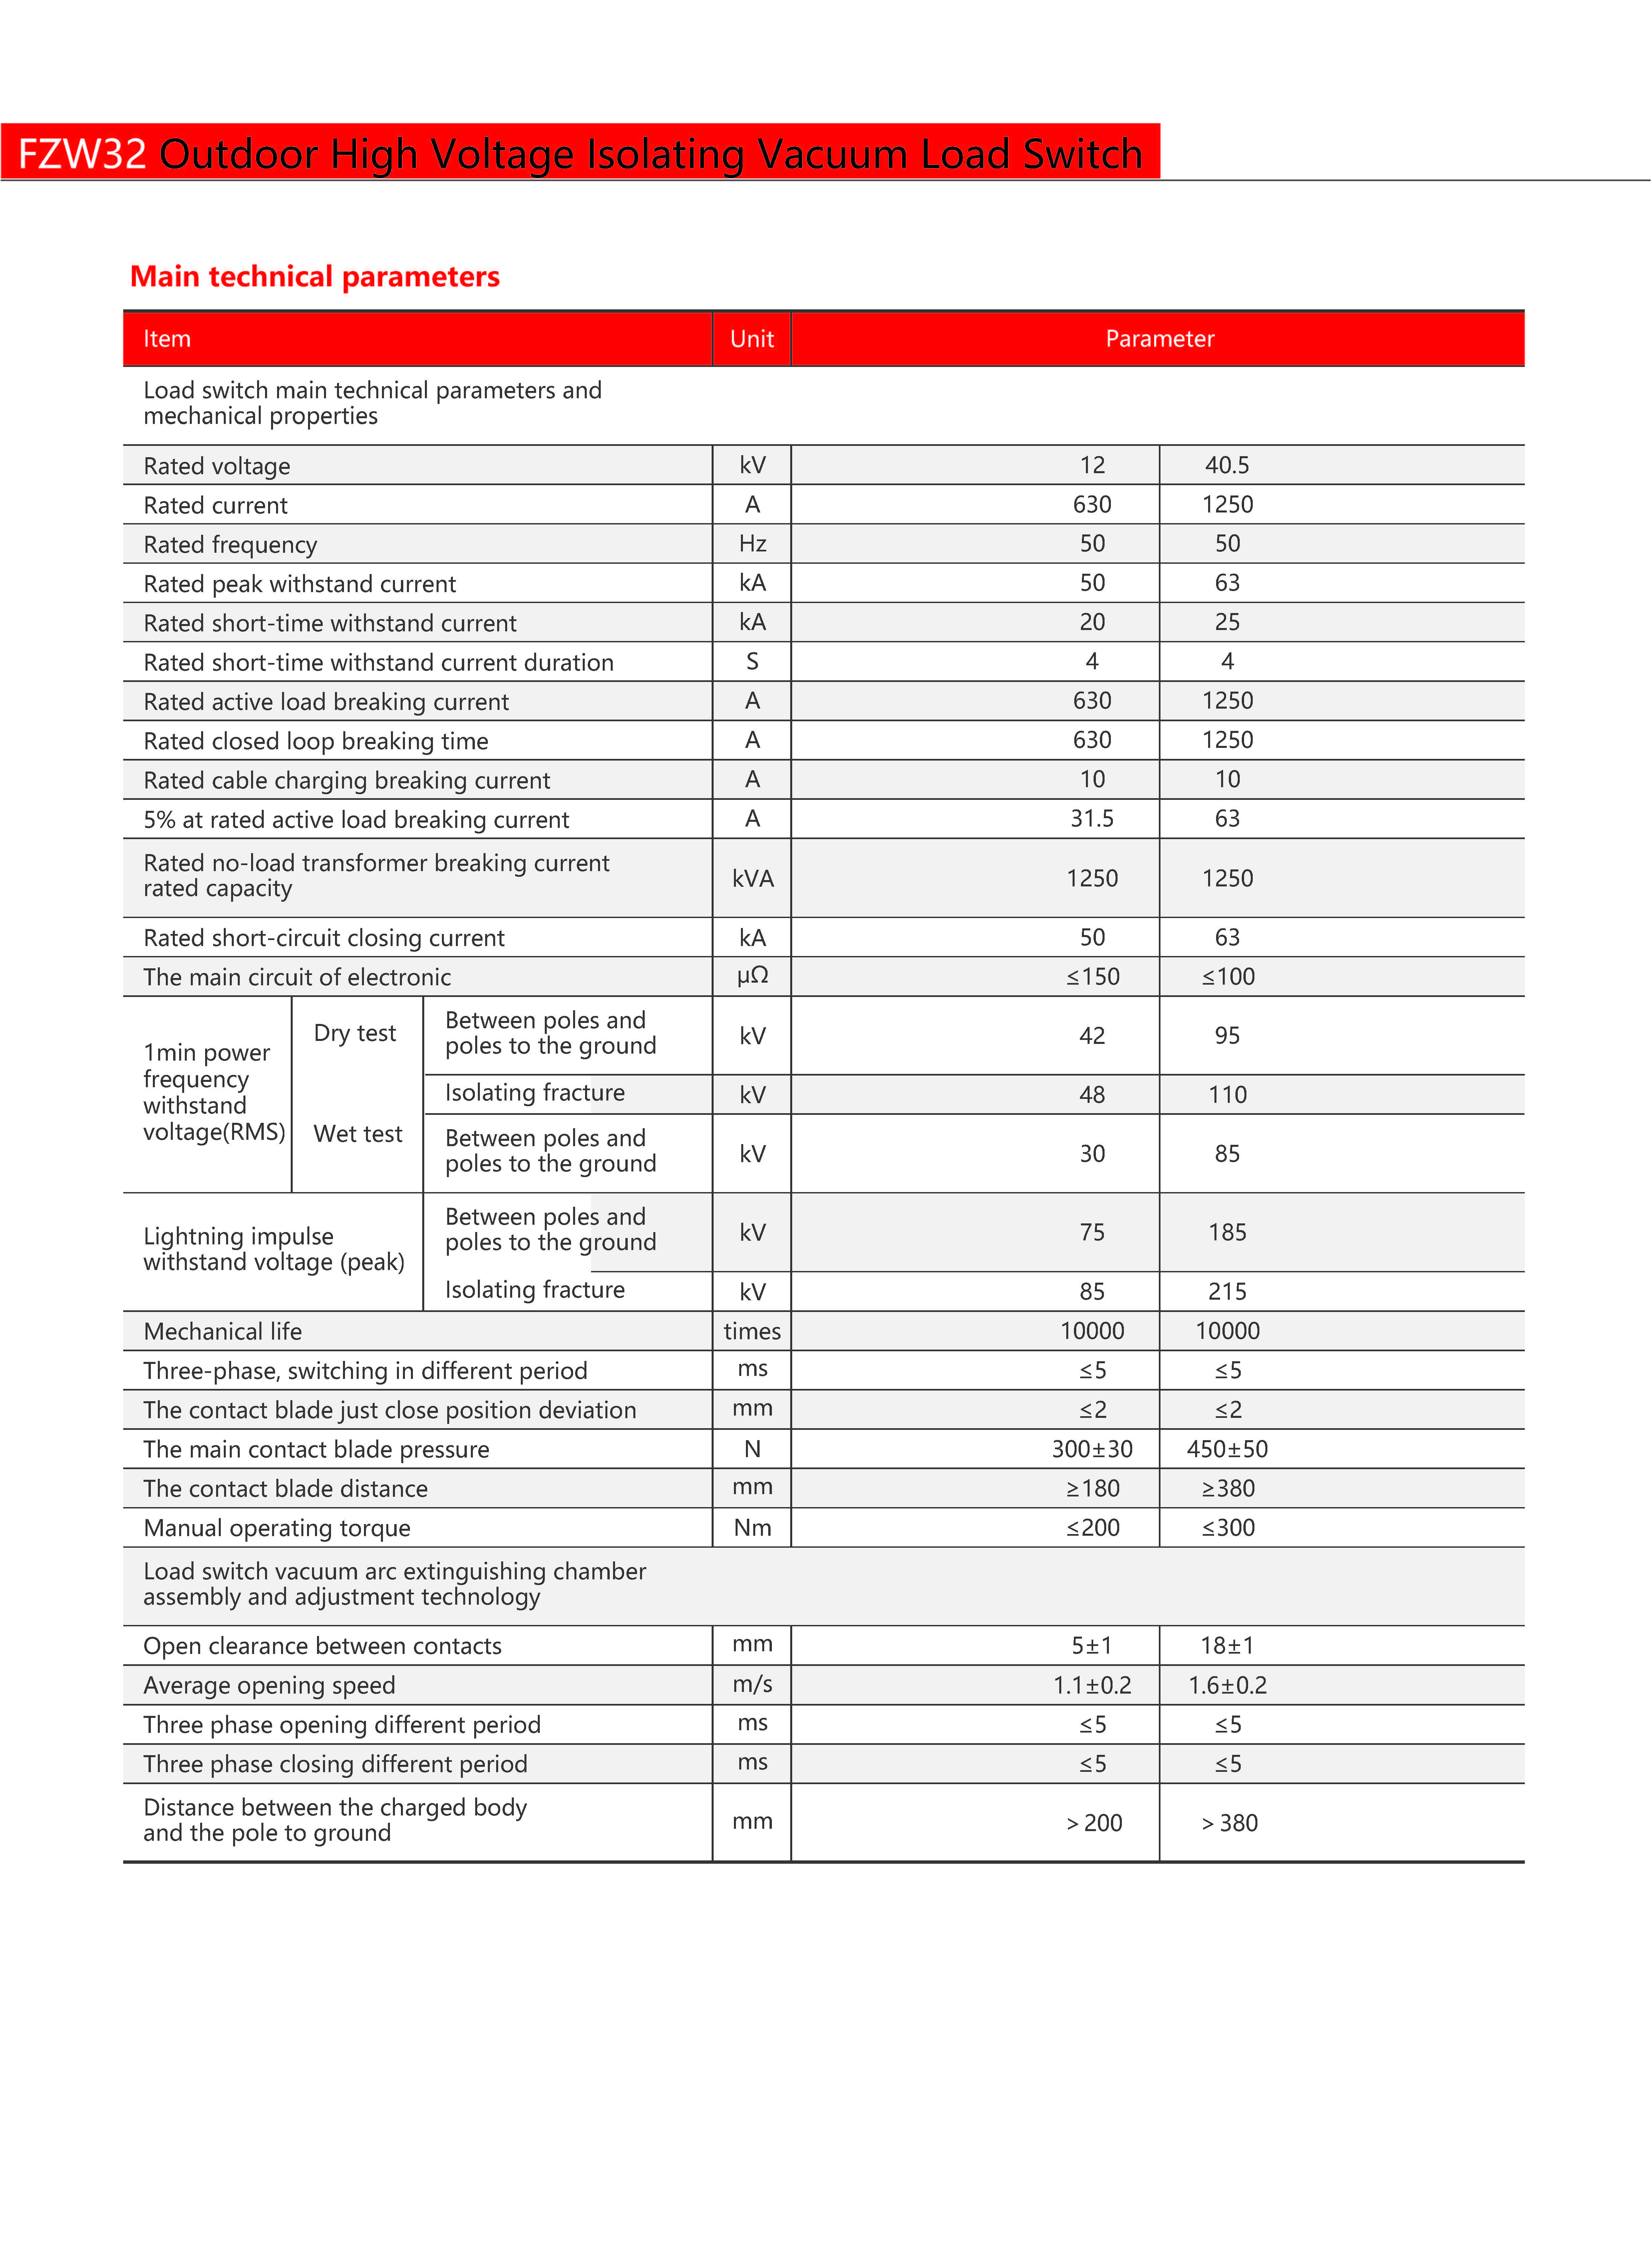 FZW32 Outdoor High Voltage Isolating Vacuum Load Switch
Main technical parameters
Item Unit Parameter
Load switch main technical parameters and
mechanical properties
Rated voltage kV 12 40.5
Rated current A 630 1250
Rated frequency Hz 50 50
Rated peak withstand current kA 50 63
Rated short-time withstand current kA 20 25
Rated short-time withstand current duration S 4 4
Rated active load breaking current A 630 1250
Rated closed loop breaking time A 630 1250
Rated cable charging breaking current A 10 10
5% at rated active load breaking current A 31.5 63
Rated no-load transformer breaking current
rated capacity kVA 1250 1250
Rated short-circuit closing current kA 50 63
The main circuit of electronic μΩ ≤150 ≤100
1min power
frequency
withstand
voltage(RMS)
Dry test
Between poles and
poles to the ground kV 42 95
Isolating fracture kV 48 110
Wet test
Between poles and
poles to the ground kV 30 85
Lightning impulse
withstand voltage (peak)
Between poles and
poles to the ground kV 75 185
Isolating fracture kV 85 215
Mechanical life times 10000 10000
Three-phase, switching in different period ms ≤5 ≤5
The contact blade just close position deviation mm ≤2 ≤2
The main contact blade pressure N 300±30 450±50
The contact blade distance mm ≥180 ≥380
Manual operating torque Nm ≤200 ≤300
Load switch vacuum arc extinguishing chamber
assembly and adjustment technology
Open clearance between contacts mm 5±1 18±1
Average opening speed m/s 1.1±0.2 1.6±0.2
Three phase opening different period ms ≤5 ≤5
Three phase closing different period ms ≤5 ≤5
Distance between the charged body
and the pole to ground mm > 200 > 380